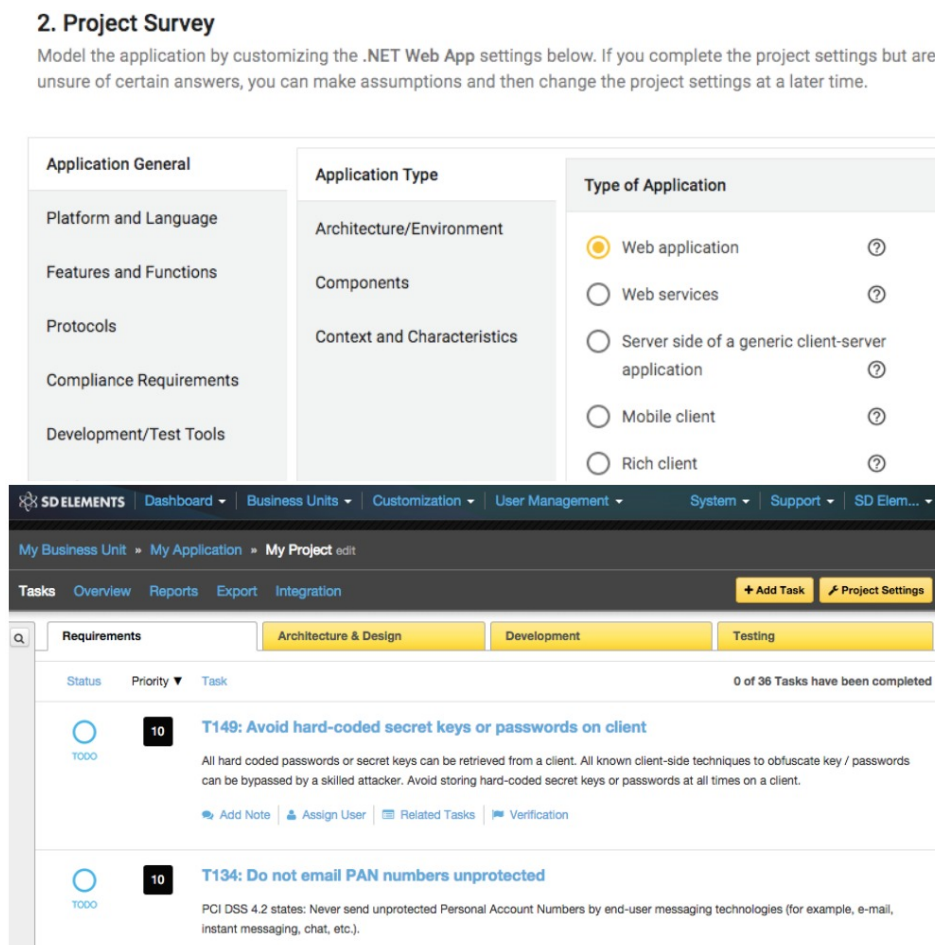 2. Project Survey
Model the application by customizing the .NET Web App settings below. If you complete the project settings but are
unsure of certain answers, you can make assumptions and then change the project settings at a later time.
Application General
Platform and Language
Features and Functions
Protocols
Compliance Requirements
Development/Test Tools
Application Type
Architecture/Environment
Components
Context and Characteristics
Type of Application
Web application ?
Web services ?
Server side of a generic client-server
application ?
Mobile client ?
Rich client ?
SD ELEMENTS Dashboard Business Units Customization User Management System Support SD Elem...
My Business Unit » My Application » My Project edit
Tasks Overview Reports Export Integration + Add Task Project Settings
Requirements Architecture & Design Development Testing
Status Priority ▼ Task 0 of 36 Tasks have been completed
10 T149: Avoid hard-coded secret keys or passwords on client
TODO
All hard coded passwords or secret keys can be retrieved from a client. All known client-side techniques to obfuscate key / passwords
can be bypassed by a skilled attacker. Avoid storing hard-coded secret keys or passwords at all times on a client.
Add Note Assign User Related Tasks Verification
10 T134: Do not email PAN numbers unprotected
TODO
PCI DSS 4.2 states: Never send unprotected Personal Account Numbers by end-user messaging technologies (for example, e-mail,
instant messaging, chat, etc.).